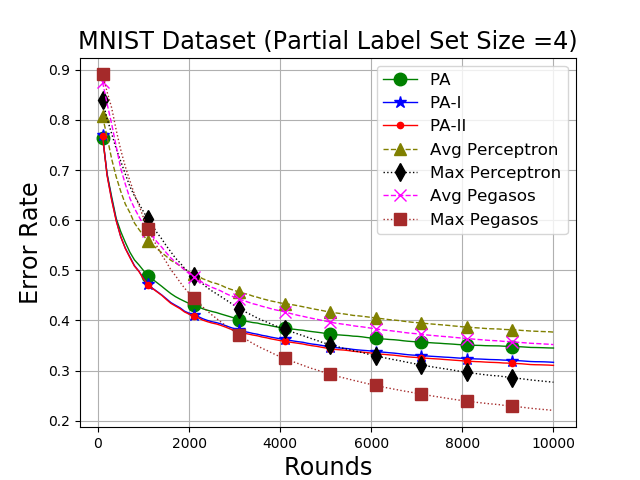 MNIST Dataset (Partial Label Set Size =4)
0.9
0.8
0.7
0.6
0.5
0.4
0.3
0.2
Error Rate
PA
PA-I
PA-II
Avg Perceptron
Max Perceptron
Avg Pegasos
Max Pegasos
0 2000 4000 6000 8000 10000
Rounds